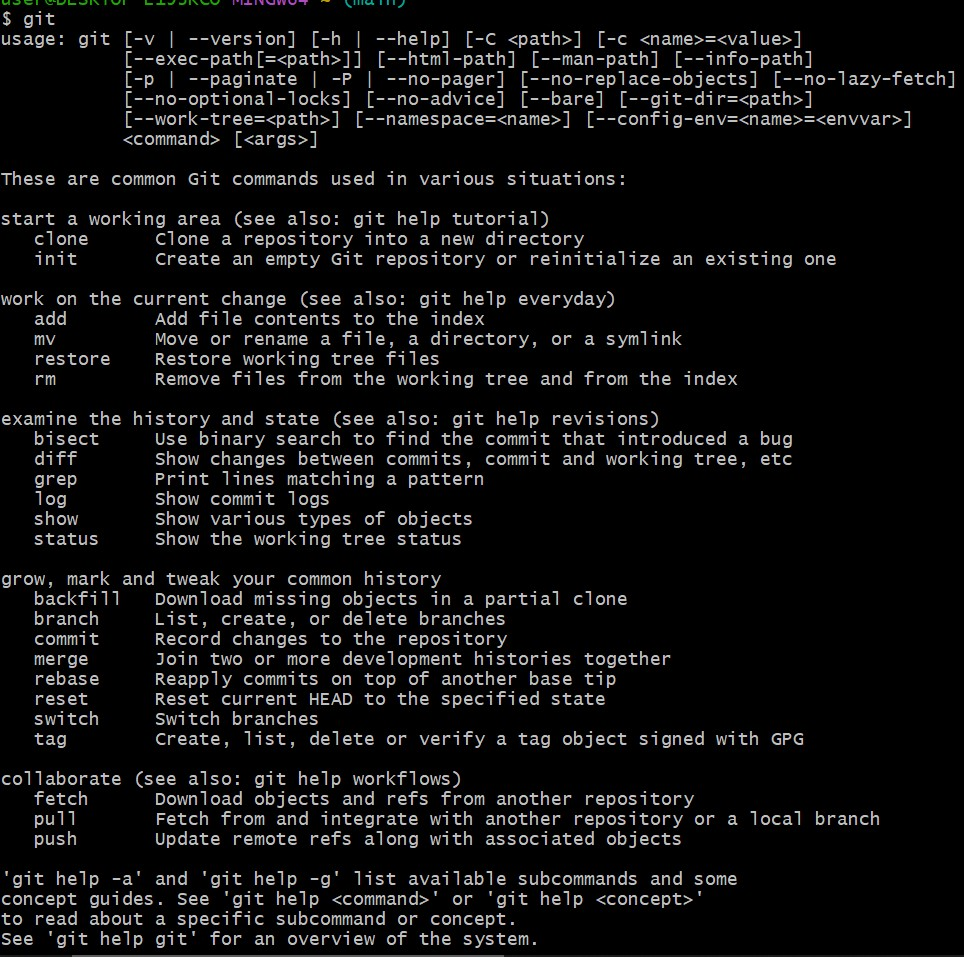 ~ (main)
$ git
usage: git [-v | --version] [-h | --help] [-C <path>] [-c <name>=<value>]
           [--exec-path[=<path>]] [--html-path] [--man-path] [--info-path]
           [-p | --paginate | -P | --no-pager] [--no-replace-objects] [--no-lazy-fetch]
           [--no-optional-locks] [--no-advice] [--bare] [--git-dir=<path>]
           [--work-tree=<path>] [--namespace=<name>] [--config-env=<name>=<envvar>]
           <command> [<args>]

These are common Git commands used in various situations:

start a working area (see also: git help tutorial)
   clone      Clone a repository into a new directory
   init       Create an empty Git repository or reinitialize an existing one

work on the current change (see also: git help everyday)
   add        Add file contents to the index
   mv         Move or rename a file, a directory, or a symlink
   restore    Restore working tree files
   rm         Remove files from the working tree and from the index

examine the history and state (see also: git help revisions)
   bisect     Use binary search to find the commit that introduced a bug
   diff       Show changes between commits, commit and working tree, etc
   grep       Print lines matching a pattern
   log        Show commit logs
   show       Show various types of objects
   status     Show the working tree status

grow, mark and tweak your common history
   backfill   Download missing objects in a partial clone
   branch     List, create, or delete branches
   commit     Record changes to the repository
   merge      Join two or more development histories together
   rebase     Reapply commits on top of another base tip
   reset      Reset current HEAD to the specified state
   switch     Switch branches
   tag        Create, list, delete or verify a tag object signed with GPG

collaborate (see also: git help workflows)
   fetch      Download objects and refs from another repository
   pull       Fetch from and integrate with another repository or a local branch
   push       Update remote refs along with associated objects

'git help -a' and 'git help -g' list available subcommands and some
concept guides. See 'git help <command>' or 'git help <concept>'
to read about a specific subcommand or concept.
See 'git help git' for an overview of the system.